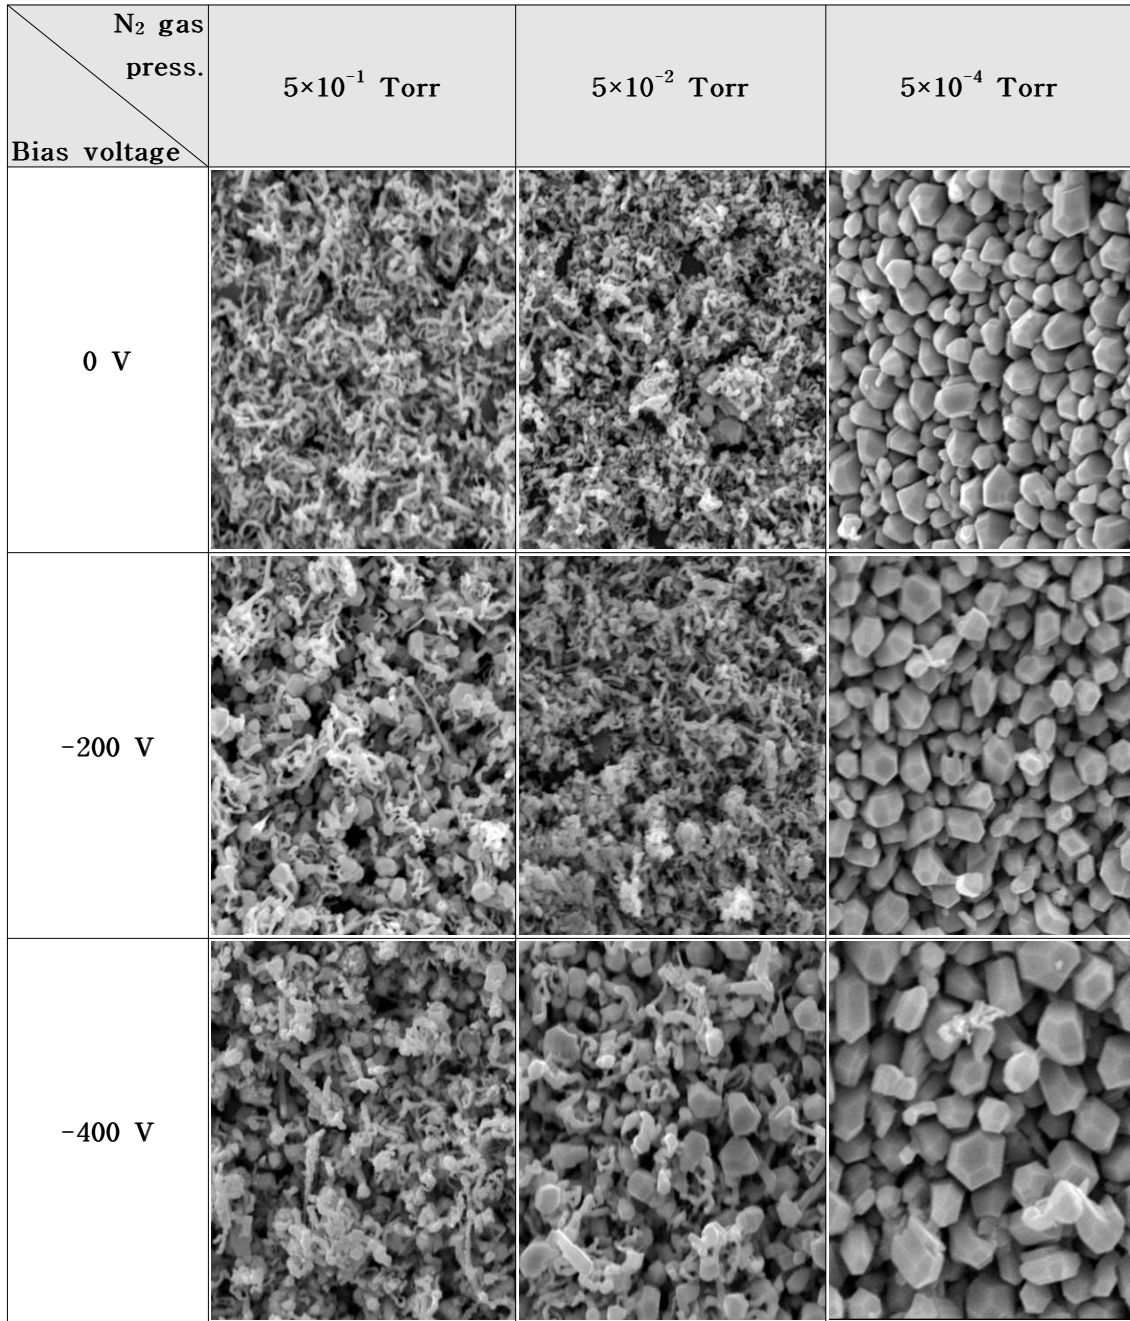 N₂ gas
press.
Bias voltage
5×10⁻¹ Torr
5×10⁻² Torr
5×10⁻⁴ Torr
0 V
-200 V
-400 V